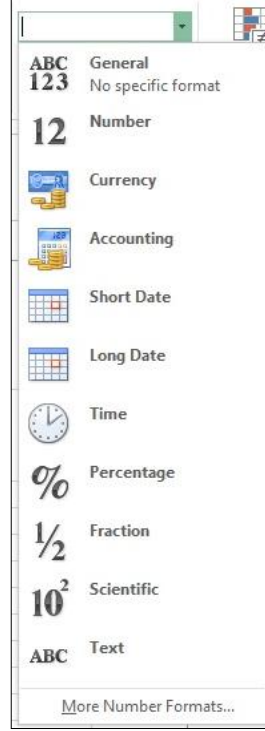 ABC
123
General
No specific format
12
Number
Currency
123
Accounting
Short Date
Long Date
Time
%
Percentage
½
Fraction
10²
Scientific
ABC
Text
More Number Formats...